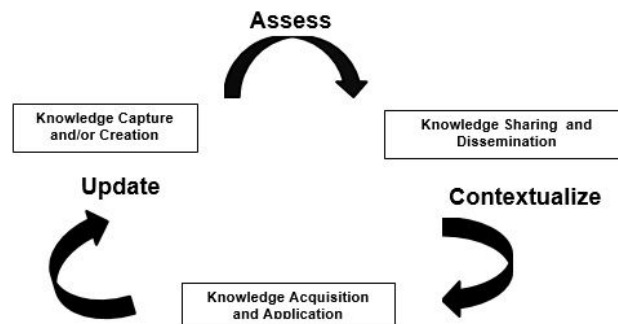 Assess
Knowledge Capture
and/or Creation
Knowledge Sharing and
Dissemination
Update
Contextualize
Knowledge Acquisition
and Application